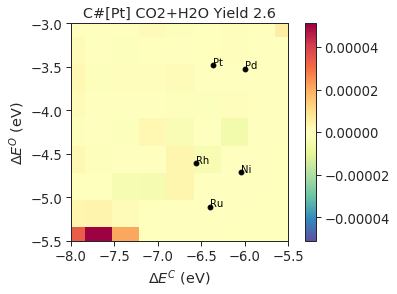 C#[Pt] CO2+H2O Yield 2.6
−3.0
−3.5
−4.0
−4.5
−5.0
−5.5
ΔE^O (eV)
Pt
Pd
Rh
Ni
Ru
−8.0 −7.5 −7.0 −6.5 −6.0 −5.5
ΔE^C (eV)
0.00004
0.00002
0.00000
−0.00002
−0.00004